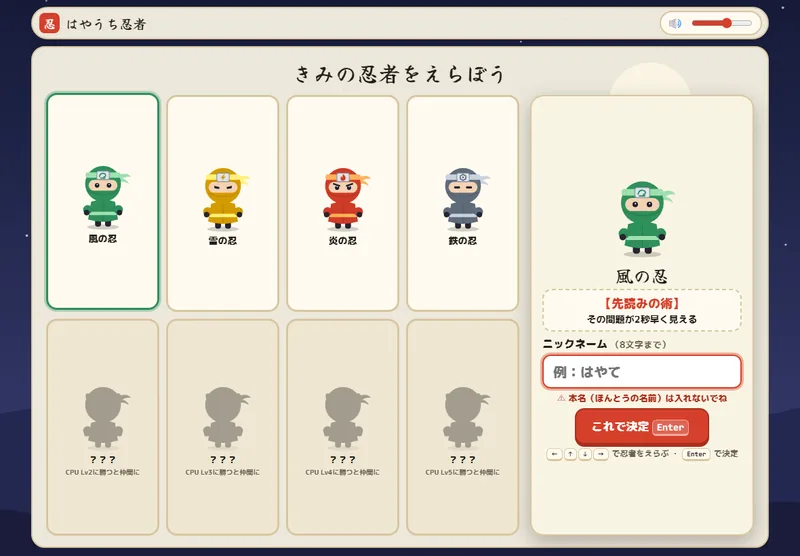 忍 はやうち忍者
きみの忍者をえらぼう
風の忍
雷の忍
炎の忍
鉄の忍
???
CPU Lv2に勝つと仲間に
???
CPU Lv3に勝つと仲間に
???
CPU Lv4に勝つと仲間に
???
CPU Lv5に勝つと仲間に
風の忍
【先読みの術】
その問題が2秒早く見える
ニックネーム (8文字まで)
例:はやて
⚠ 本名(ほんとうの名前)は入れないでね
これで決定 Enter
← ↑ ↓ → で忍者をえらぶ ・ Enter で決定